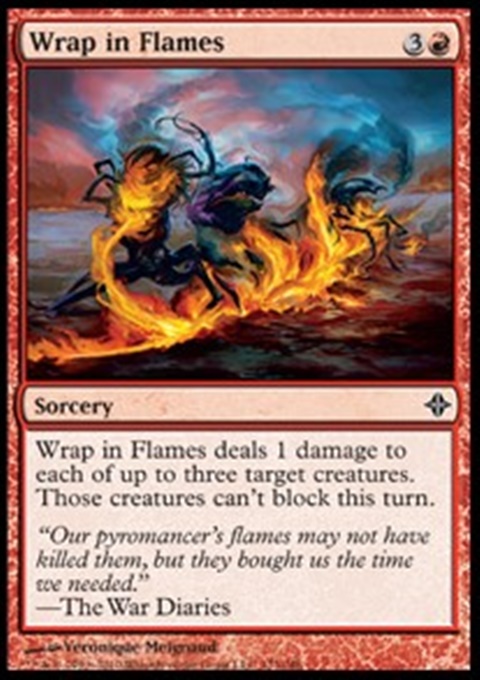 Wrap in Flames 3
Sorcery
Wrap in Flames deals 1 damage to
each of up to three target creatures.
Those creatures can't block this turn.
“Our pyromancer's flames may not have
killed them, but they bought us the time
we needed.”
—The War Diaries
Véronique Meignaud